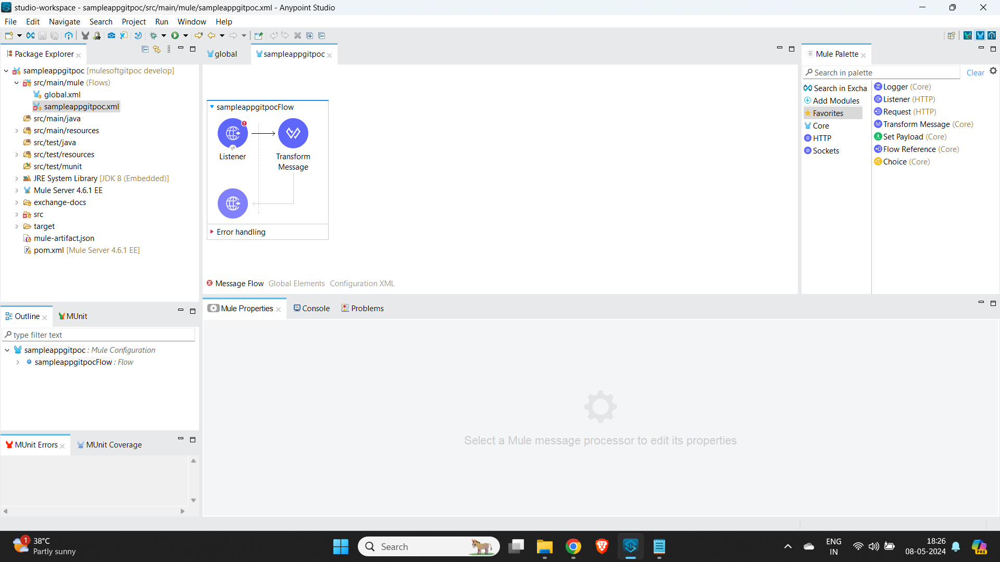 studio-workspace - sampleappgitpoc/src/main/mule/sampleappgitpoc.xml - Anypoint Studio
File Edit Navigate Search Project Run Window Help
Package Explorer
sampleappgitpoc [mulesoftgitpoc develop]
src/main/mule (Flows)
global.xml
sampleappgitpoc.xml
src/main/java
src/main/resources
src/test/java
src/test/resources
src/test/munit
JRE System Library [JDK 8 (Embedded)]
Mule Server 4.6.1 EE
exchange-docs
src
target
mule-artifact.json
pom.xml [Mule Server 4.6.1 EE]
Outline MUnit
type filter text
sampleappgitpoc : Mule Configuration
sampleappgitpocFlow : Flow
MUnit Errors MUnit Coverage
global sampleappgitpoc
sampleappgitpocFlow
Listener
Transform
Message
Error handling
Message Flow Global Elements Configuration XML
Mule Properties Console Problems
Select a Mule message processor to edit its properties
Mule Palette
Search in palette Clear
Search in Excha
Add Modules
Favorites
Core
HTTP
Sockets
Logger (Core)
Listener (HTTP)
Request (HTTP)
Transform Message (Core)
Set Payload (Core)
Flow Reference (Core)
Choice (Core)
1
38°C
Partly sunny
Search
ENG
IN
18:26
08-05-2024
PRE